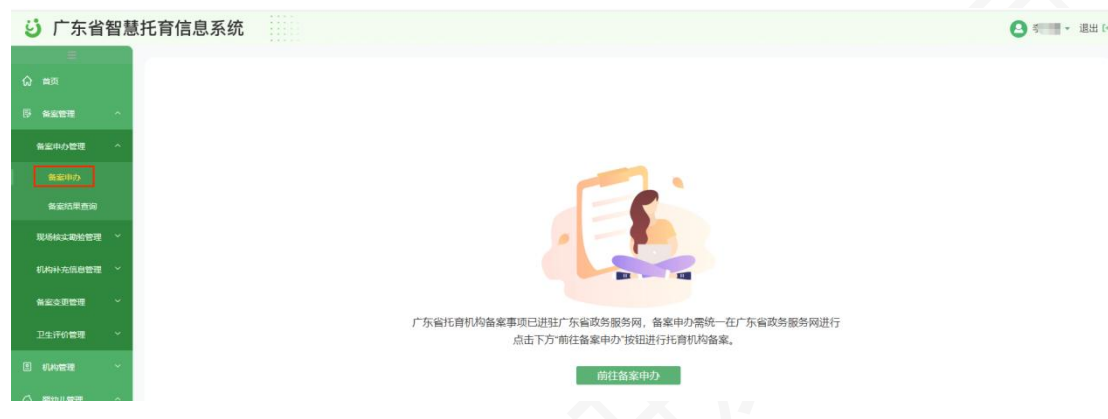 广东省智慧托育信息系统
退出
首页
备案管理
备案申办管理
备案申办
备案结果查询
现场核实勘验管理
机构补充信息管理
备案变更管理
卫生评价管理
机构管理
婴幼儿管理
广东省托育机构备案事项已进驻广东省政务服务网，备案申办需统一在广东省政务服务网进行
点击下方“前往备案申办”按钮进行托育机构备案。
前往备案申办